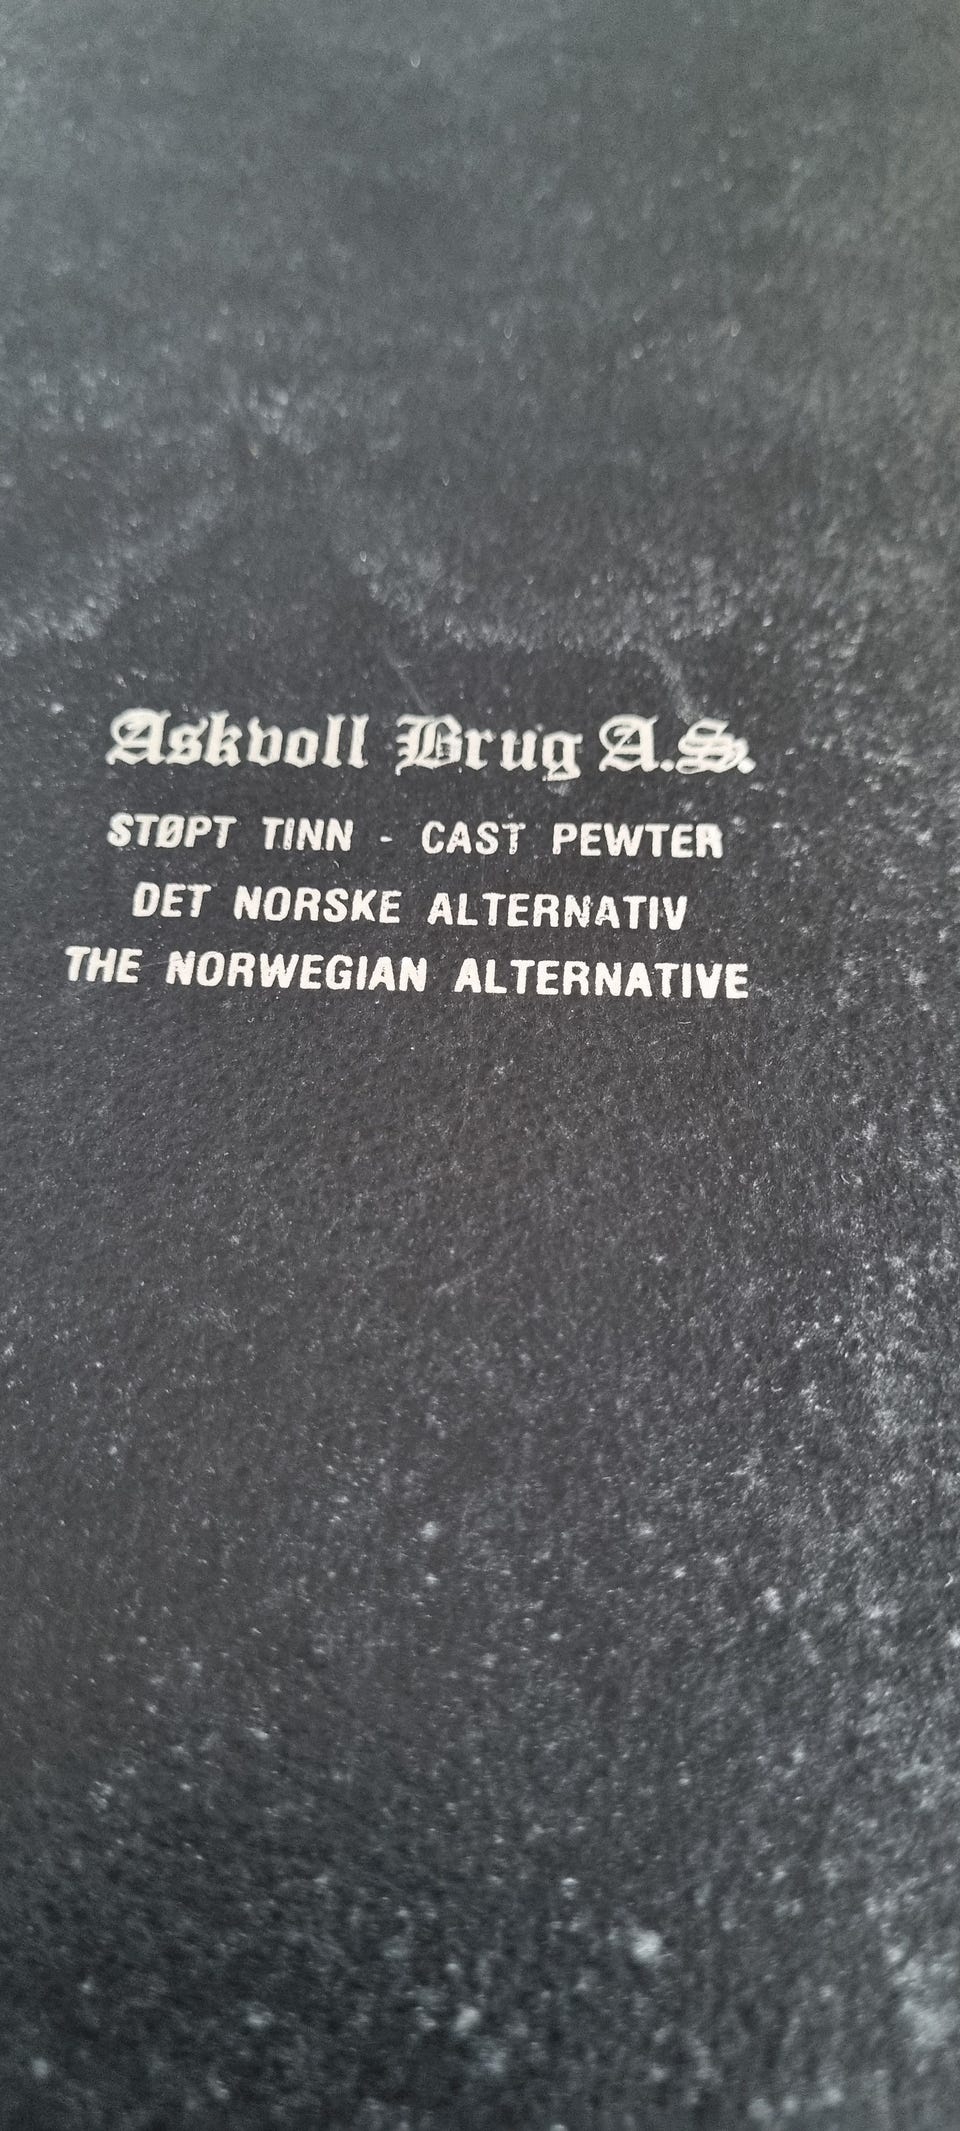 Askvoll Brug A.S.
STØPT TINN - CAST PEWTER
DET NORSKE ALTERNATIV
THE NORWEGIAN ALTERNATIVE